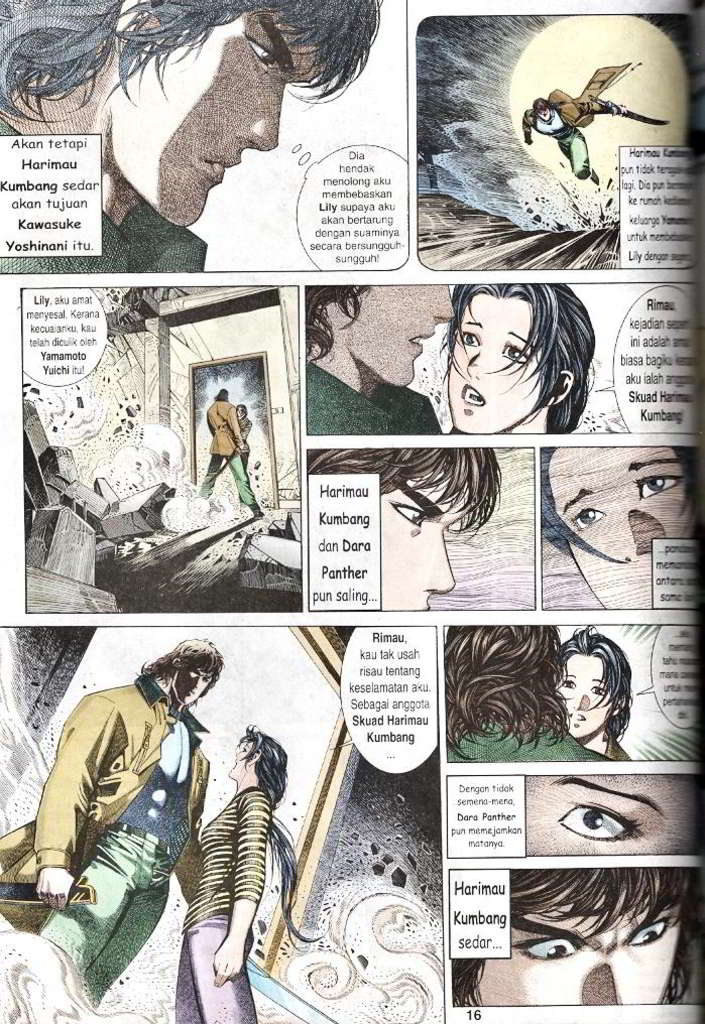 Akan tetapi
Harimau
Kumbang sedar
akan tujuan
Kawasuke
Yoshinani itu.
Dia
hendak
menolong aku
membebaskan
Lily supaya aku
akan bertarung
dengan suaminya
secara bersungguh-
sungguh!
Harimau
pun tidak
lagi. Dia pun
ke rumah
keluarga
untuk
Lily dengan
Lily, aku amat
menyesal. Kerana
kecuaianku, kau
telah diculik oleh
Yamamoto
Yuichi itu!
Rimau,
kejadian
ini adalah
biasa bagiku
aku ialah
Skuad Harimau
Kumbang!
Harimau
Kumbang
dan Dara
Panther
pun saling...
Rimau,
kau tak usah
risau tentang
keselamatan aku.
Sebagai anggota
Skuad Harimau
Kumbang
...
tahu
mana
untuk
Dengan tidak
semena-mena,
Dara Panther
pun memejamkan
matanya.
Harimau
Kumbang
sedar...
16